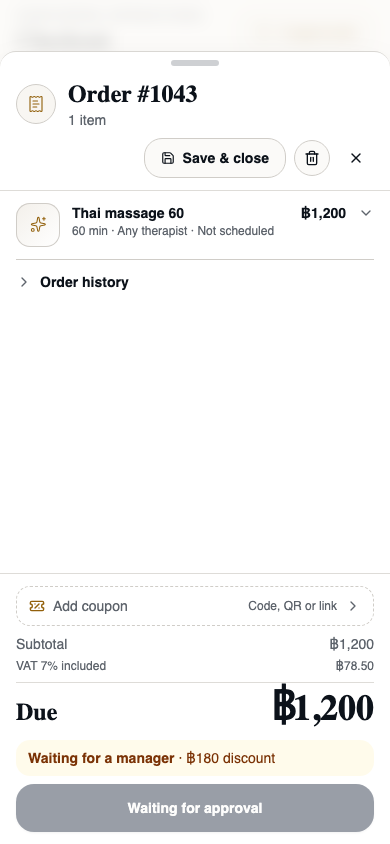 Order #1043
1 item
Save & close
Thai massage 60
฿1,200
60 min · Any therapist · Not scheduled
Order history
Add coupon
Code, QR or link
Subtotal
฿1,200
VAT 7% included
฿78.50
Due
฿1,200
Waiting for a manager · ฿180 discount
Waiting for approval